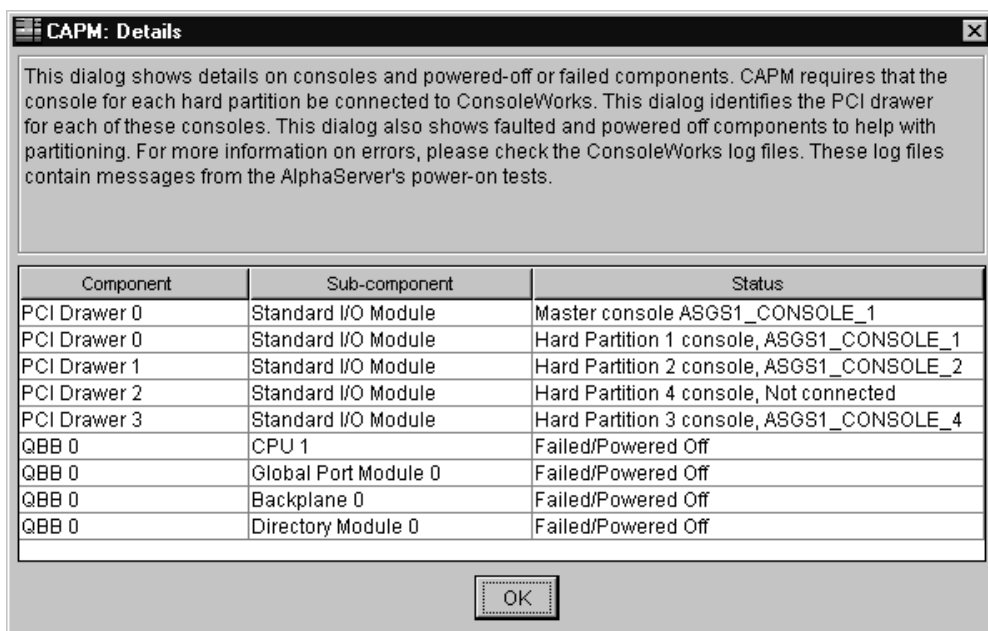 CAPM: Details
This dialog shows details on consoles and powered-off or failed components. CAPM requires that the
console for each hard partition be connected to ConsoleWorks. This dialog identifies the PCI drawer
for each of these consoles. This dialog also shows faulted and powered off components to help with
partitioning. For more information on errors, please check the ConsoleWorks log files. These log files
contain messages from the AlphaServer's power-on tests.
Component Sub-component Status
PCI Drawer 0 Standard I/O Module Master console ASGS1_CONSOLE_1
PCI Drawer 0 Standard I/O Module Hard Partition 1 console, ASGS1_CONSOLE_1
PCI Drawer 1 Standard I/O Module Hard Partition 2 console, ASGS1_CONSOLE_2
PCI Drawer 2 Standard I/O Module Hard Partition 4 console, Not connected
PCI Drawer 3 Standard I/O Module Hard Partition 3 console, ASGS1_CONSOLE_4
QBB 0 CPU 1 Failed/Powered Off
QBB 0 Global Port Module 0 Failed/Powered Off
QBB 0 Backplane 0 Failed/Powered Off
QBB 0 Directory Module 0 Failed/Powered Off
OK